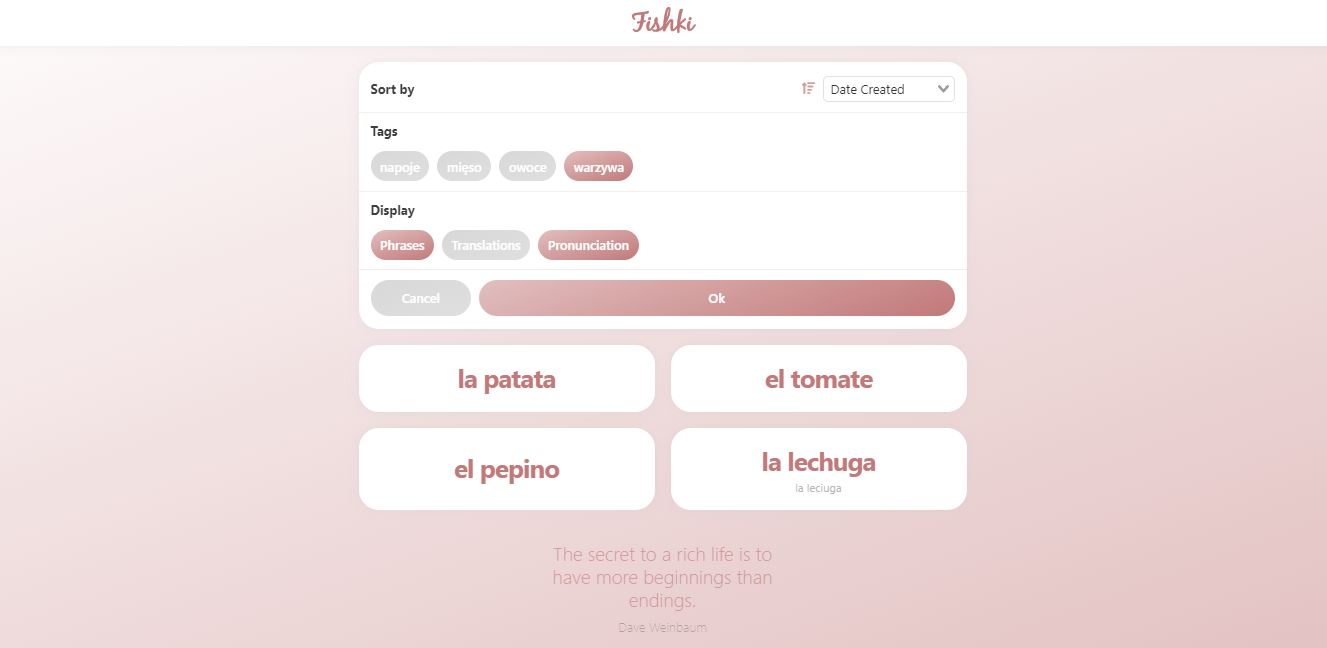 Fishki
Sort by
Date Created
Tags
napoje mięso owoce warzywa
Display
Phrases Translations Pronunciation
Cancel Ok
la patata
el tomate
el pepino
la lechuga
la leciuga
The secret to a rich life is to
have more beginnings than
endings.
Dave Weinbaum